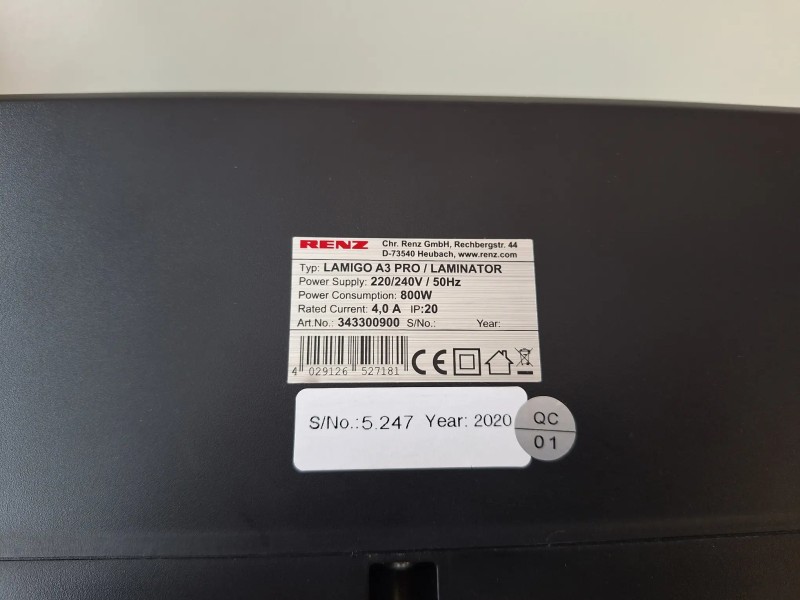 RENZ Chr. Renz GmbH, Rechbergstr. 44
D-73540 Heubach, www.renz.com
Typ: LAMIGO A3 PRO / LAMINATOR
Power Supply: 220/240V / 50Hz
Power Consumption: 800W
Rated Current: 4,0 A IP:20
Art.No.: 343300900 S/No.: Year:
4 029126 527181 CE
S/No.:5.247 Year: 2020
QC
01